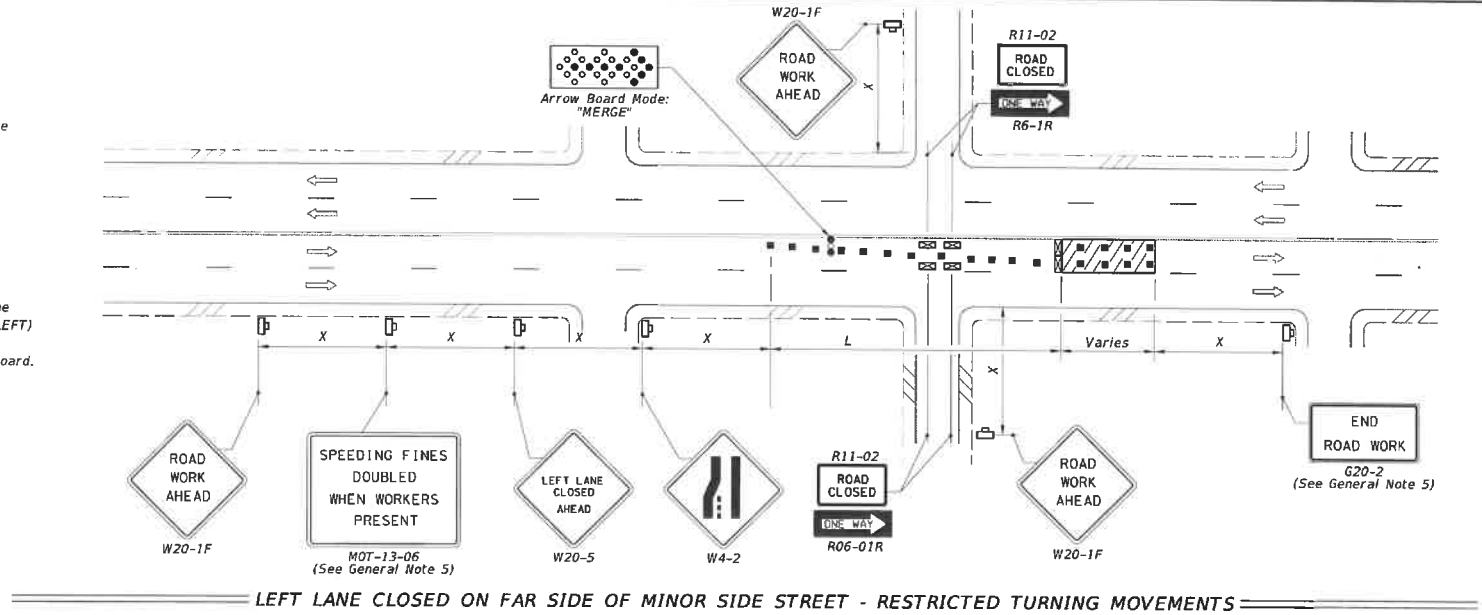 W20-1F
ROAD
WORK
AHEAD
X
R11-02
ROAD
CLOSED
ONE WAY
R6-1R
Arrow Board Mode:
"MERGE"
LEFT)
oard.
X
X
X
X
L
Varies
X
X
ROAD
WORK
AHEAD
W20-1F
SPEEDING FINES
DOUBLED
WHEN WORKERS
PRESENT
MOT-13-06
(See General Note 5)
LEFT LANE
CLOSED
AHEAD
W20-5
W4-2
R11-02
ROAD
CLOSED
ONE WAY
R06-01R
ROAD
WORK
AHEAD
W20-1F
END
ROAD WORK
G20-2
(See General Note 5)
LEFT LANE CLOSED ON FAR SIDE OF MINOR SIDE STREET - RESTRICTED TURNING MOVEMENTS